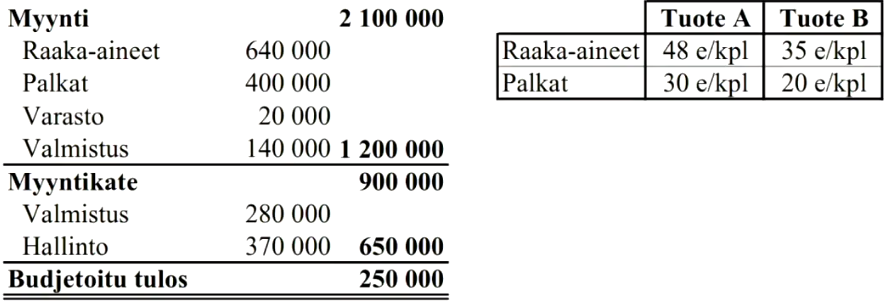 Myynti 2 100 000
Raaka-aineet 640 000
Palkat 400 000
Varasto 20 000
Valmistus 140 000 1 200 000
Myyntikate 900 000
Valmistus 280 000
Hallinto 370 000 650 000
Budjetoitu tulos 250 000
Tuote A Tuote B
Raaka-aineet 48 e/kpl 35 e/kpl
Palkat 30 e/kpl 20 e/kpl